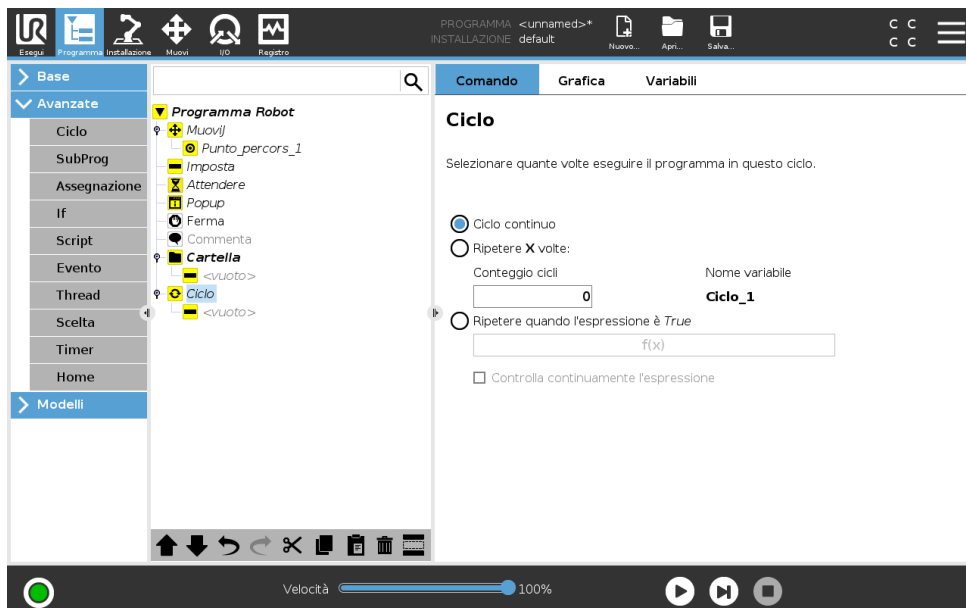 PROGRAMMA <unnamed>*
INSTALLAZIONE default
UR
Esegui
Programma
Installazione
Muovi
I/O
Registro
Nuovo...
Apri...
Salva...
C C
C C
Base
Avanzate
Ciclo
SubProg
Assegnazione
If
Script
Evento
Thread
Scelta
Timer
Home
Modelli
Programma Robot
MuoviJ
Punto_percors_1
Imposta
Attendere
Popup
Ferma
Commenta
Cartella
<vuoto>
Ciclo
<vuoto>
Comando
Grafica
Variabili
Ciclo
Selezionare quante volte eseguire il programma in questo ciclo.
Ciclo continuo
Ripetere X volte:
Conteggio cicli
Nome variabile
0
Ciclo_1
Ripetere quando l'espressione è True
f(x)
Controlla continuamente l'espressione
Velocità
100%